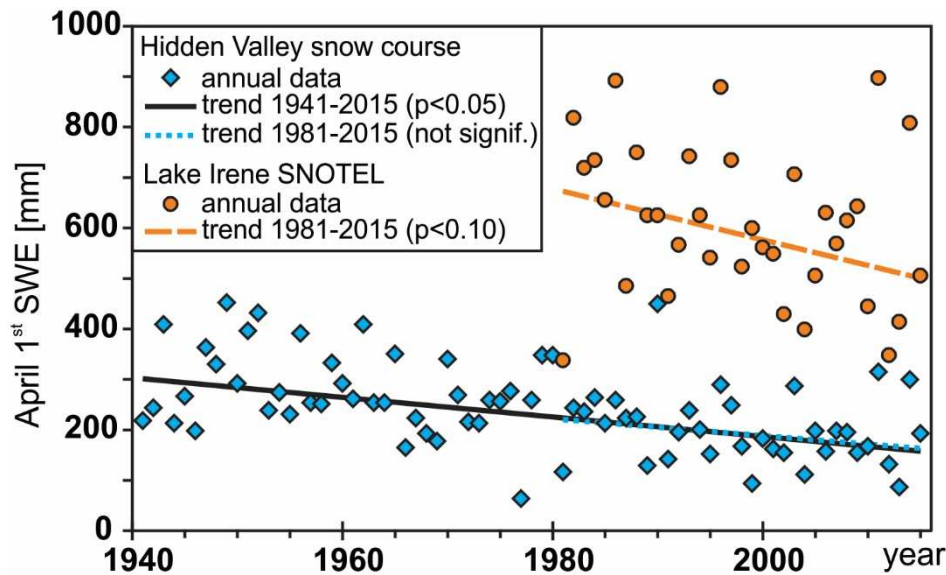 1000
800
600
400
200
0
April 1st SWE [mm]
Hidden Valley snow course
annual data
trend 1941-2015 (p<0.05)
trend 1981-2015 (not signif.)
Lake Irene SNOTEL
annual data
trend 1981-2015 (p<0.10)
1940 1960 1980 2000 year